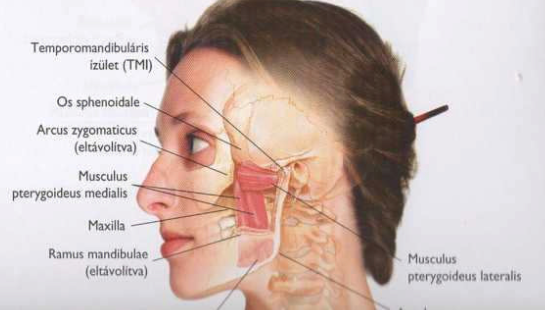 Temporomandibuláris
ízület (TMI)
Os sphenoidale
Arcus zygomaticus
(eltávolítva)
Musculus
pterygoideus medialis
Maxilla
Ramus mandibulae
(eltávolítva)
Musculus
pterygoideus lateralis